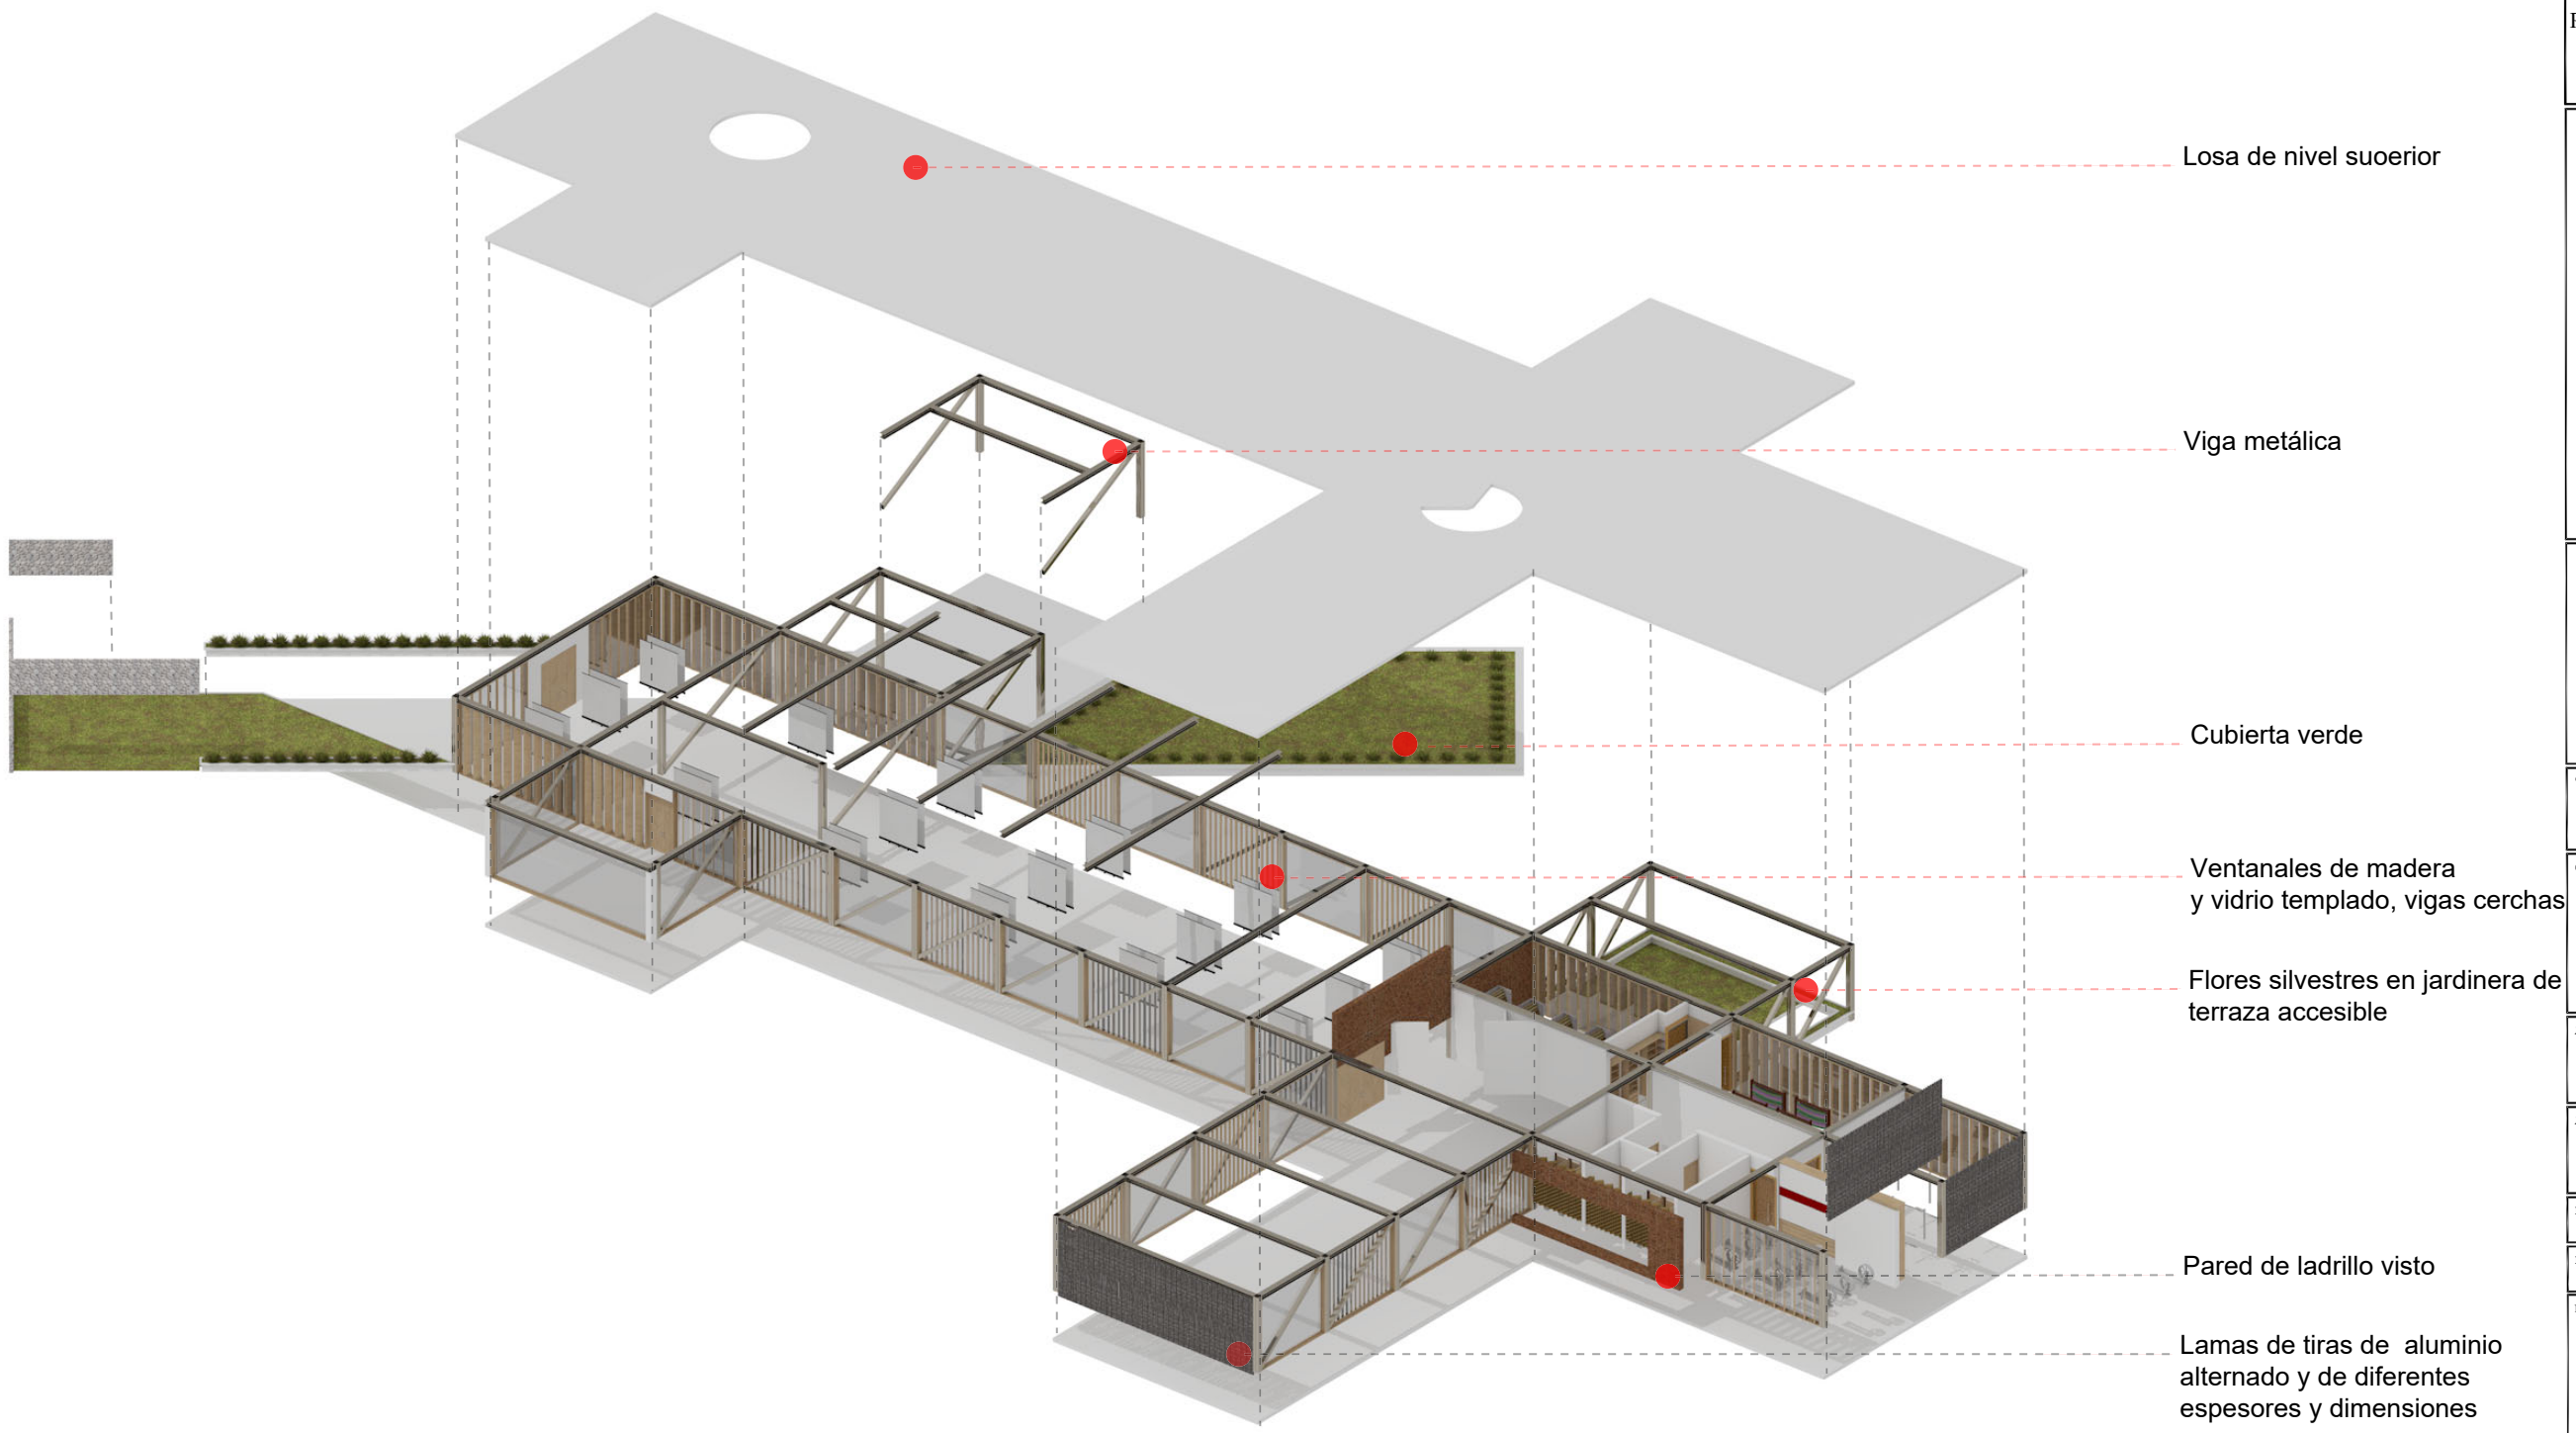 Losa de nivel suoerior
Viga metálica
Cubierta verde
Ventanales de madera
y vidrio templado, vigas cerchas
Flores silvestres en jardinera de
terraza accesible
Pared de ladrillo visto
Lamas de tiras de aluminio
alternado y de diferentes
espesores y dimensiones